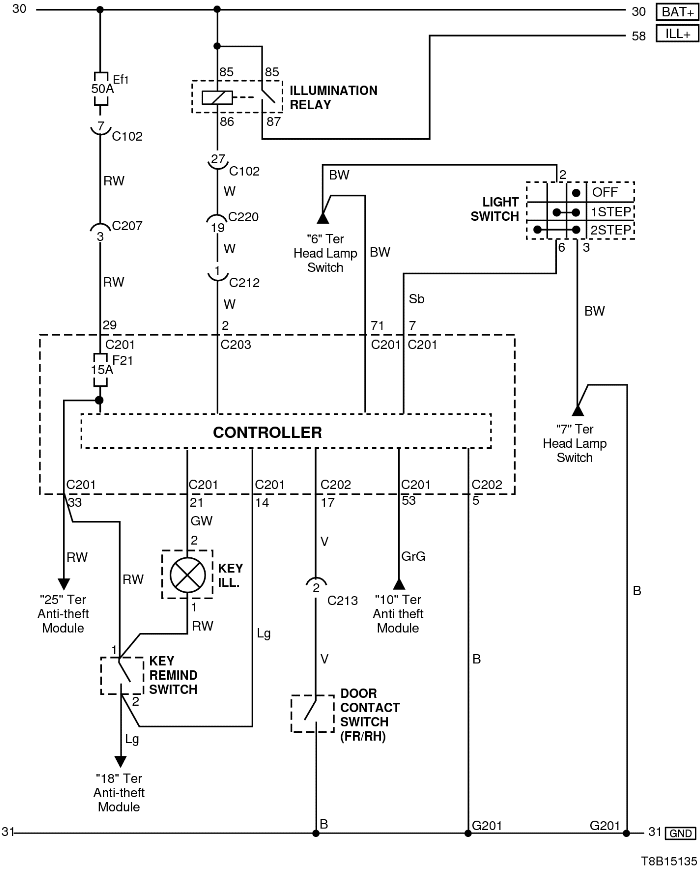 30
30 BAT+
58 ILL+
Ef1
50A
85 85
ILLUMINATION
RELAY
86 87
7
C102
27
C102
RW
W
BW
2
LIGHT
SWITCH
OFF
1STEP
2STEP
C207
3
C220
19
"6" Ter
Head Lamp
Switch
BW
6 3
W
1
C212
RW
W
Sb
BW
29
2
71 7
C201
C203
C201 C201
F21
15A
CONTROLLER
"7" Ter
Head Lamp
Switch
C201
C201
C201
C202
C201
C202
33
21
14
17
53
5
GW
2
V
RW
RW
KEY
ILL.
GrG
2
C213
"25" Ter
Anti-theft
Module
1
RW
"10" Ter
Anti theft
Module
B
Lg
1
KEY
REMIND
SWITCH
2
V
B
DOOR
CONTACT
SWITCH
(FR/RH)
Lg
"18" Ter
Anti-theft
Module
31
B
G201
G201
31 GND
T8B15135